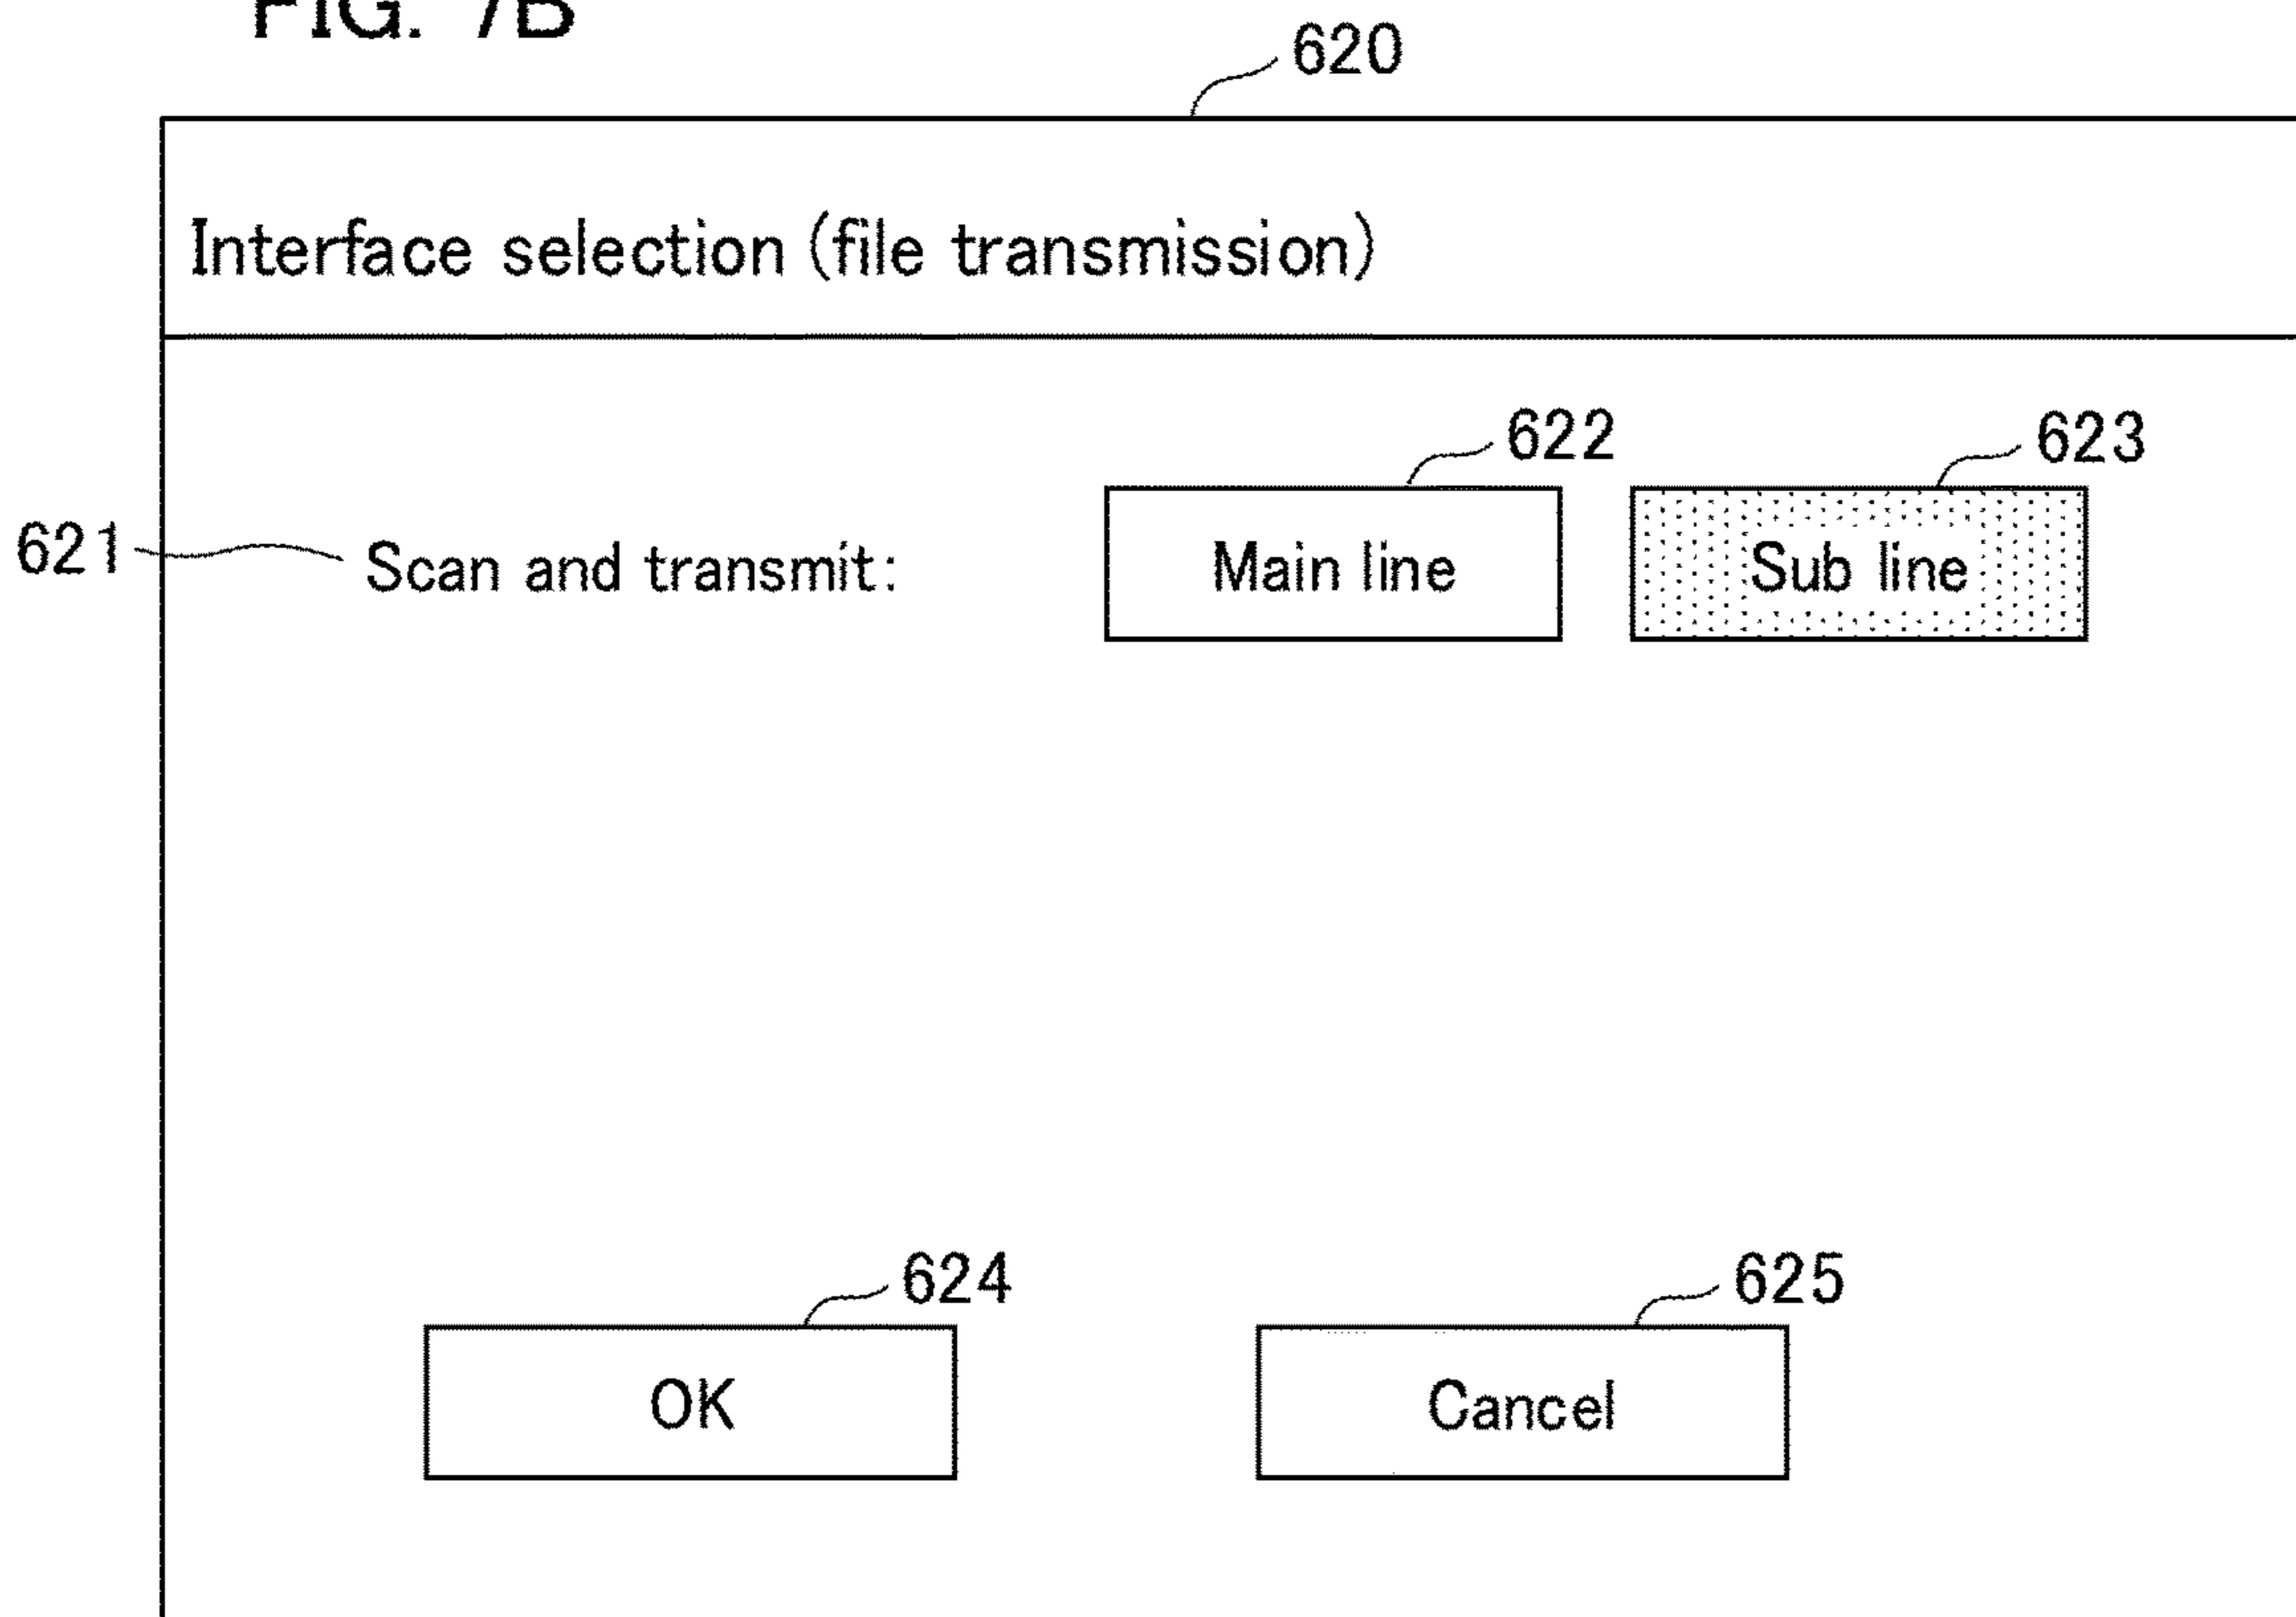 FIG. 7B
620
Interface selection (file transmission)
622 623
621 Scan and transmit: Main line Sub line
624 625
OK Cancel